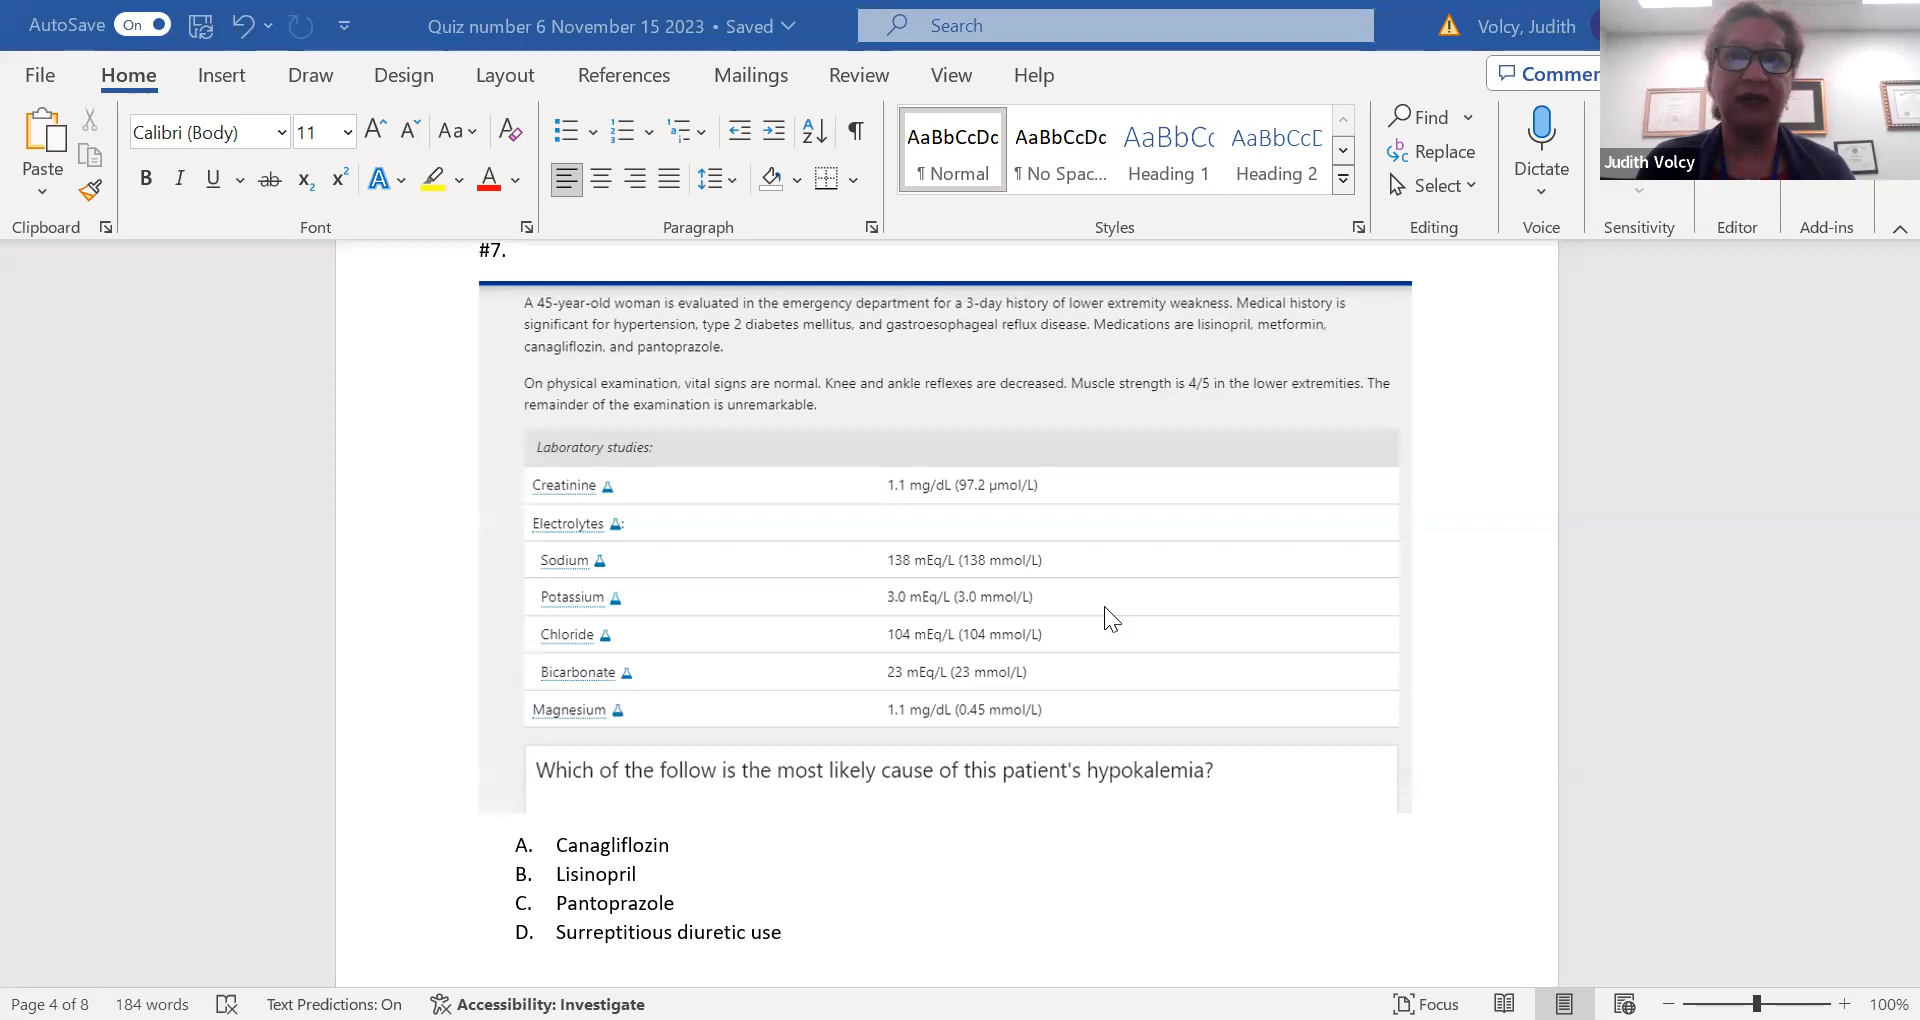 AutoSave On Quiz number 6 November 15 2023 • Saved Search Volcy, Judith
File Home Insert Draw Design Layout References Mailings Review View Help
Calibri (Body) 11 Aa
Paste
B I U ab x2 x2 A A
AaBbCcDc AaBbCcDc AaBbCc AaBbCcD
¶ Normal ¶ No Spac... Heading 1 Heading 2
Find
Replace
Select
Dictate
Judith Volcy
Clipboard Font Paragraph Styles Editing Voice Sensitivity Editor Add-ins
#7.
A 45-year-old woman is evaluated in the emergency department for a 3-day history of lower extremity weakness. Medical history is
significant for hypertension, type 2 diabetes mellitus, and gastroesophageal reflux disease. Medications are lisinopril, metformin,
canagliflozin, and pantoprazole.
On physical examination, vital signs are normal. Knee and ankle reflexes are decreased. Muscle strength is 4/5 in the lower extremities. The
remainder of the examination is unremarkable.
Laboratory studies:
Creatinine 1.1 mg/dL (97.2 µmol/L)
Electrolytes :
Sodium 138 mEq/L (138 mmol/L)
Potassium 3.0 mEq/L (3.0 mmol/L)
Chloride 104 mEq/L (104 mmol/L)
Bicarbonate 23 mEq/L (23 mmol/L)
Magnesium 1.1 mg/dL (0.45 mmol/L)
Which of the follow is the most likely cause of this patient's hypokalemia?
A. Canagliflozin
B. Lisinopril
C. Pantoprazole
D. Surreptitious diuretic use
Page 4 of 8 184 words Text Predictions: On Accessibility: Investigate Focus 100%